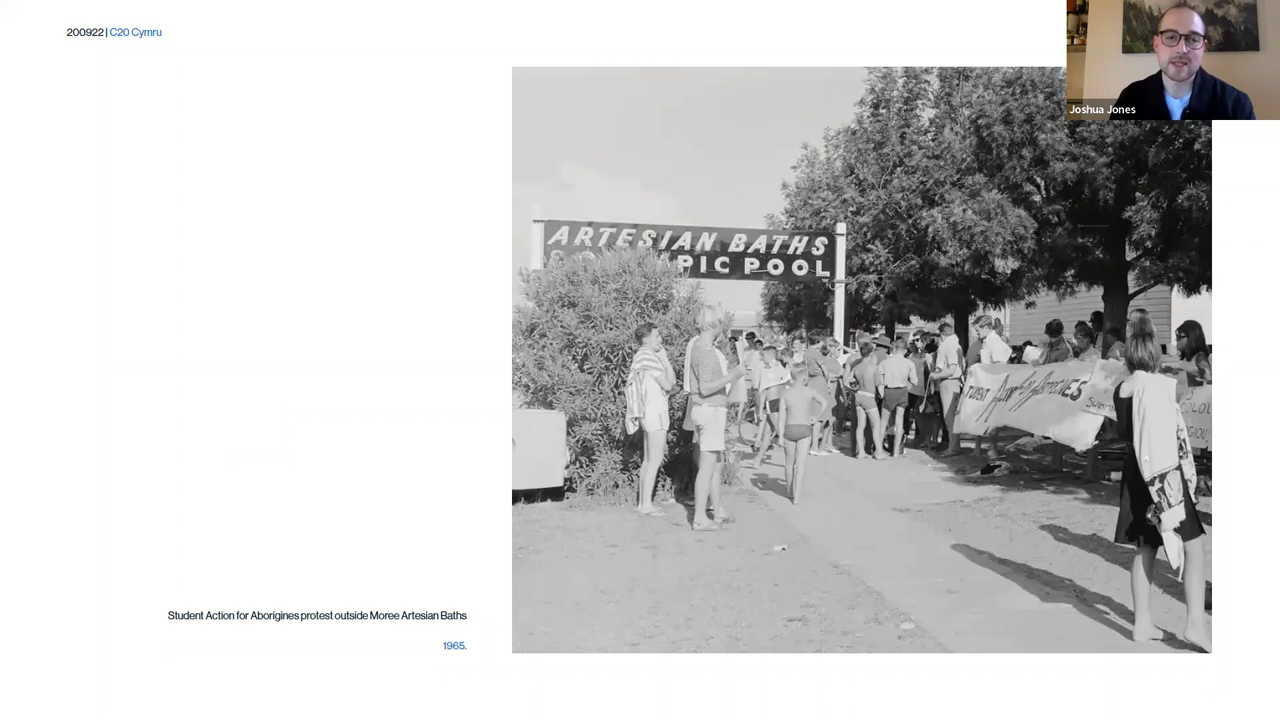 200922 | C20 Cymru
Joshua Jones
ARTESIAN BATHS
PIC POOL
Student Action for Aborigines protest outside Moree Artesian Baths
1965.